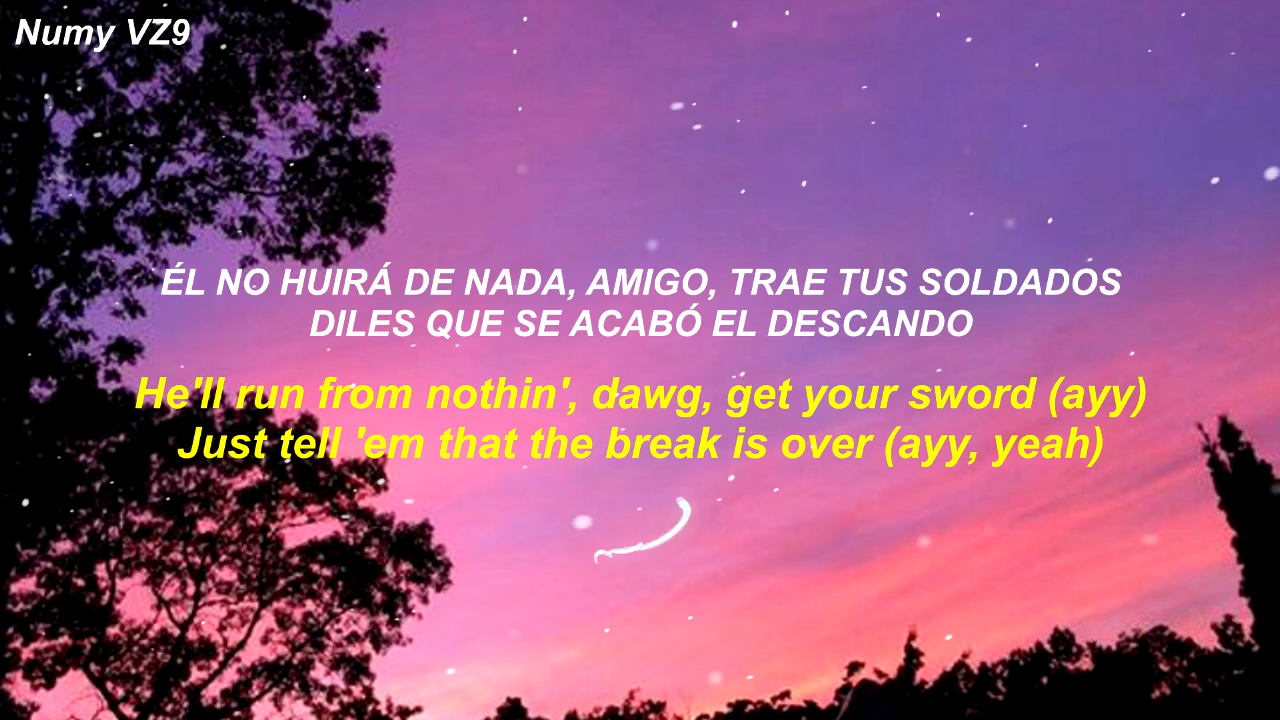 Numy VZ9
ÉL NO HUIRÁ DE NADA, AMIGO, TRAE TUS SOLDADOS
DILES QUE SE ACABÓ EL DESCANDO
He'll run from nothin', dawg, get your sword (ayy)
Just tell 'em that the break is over (ayy, yeah)